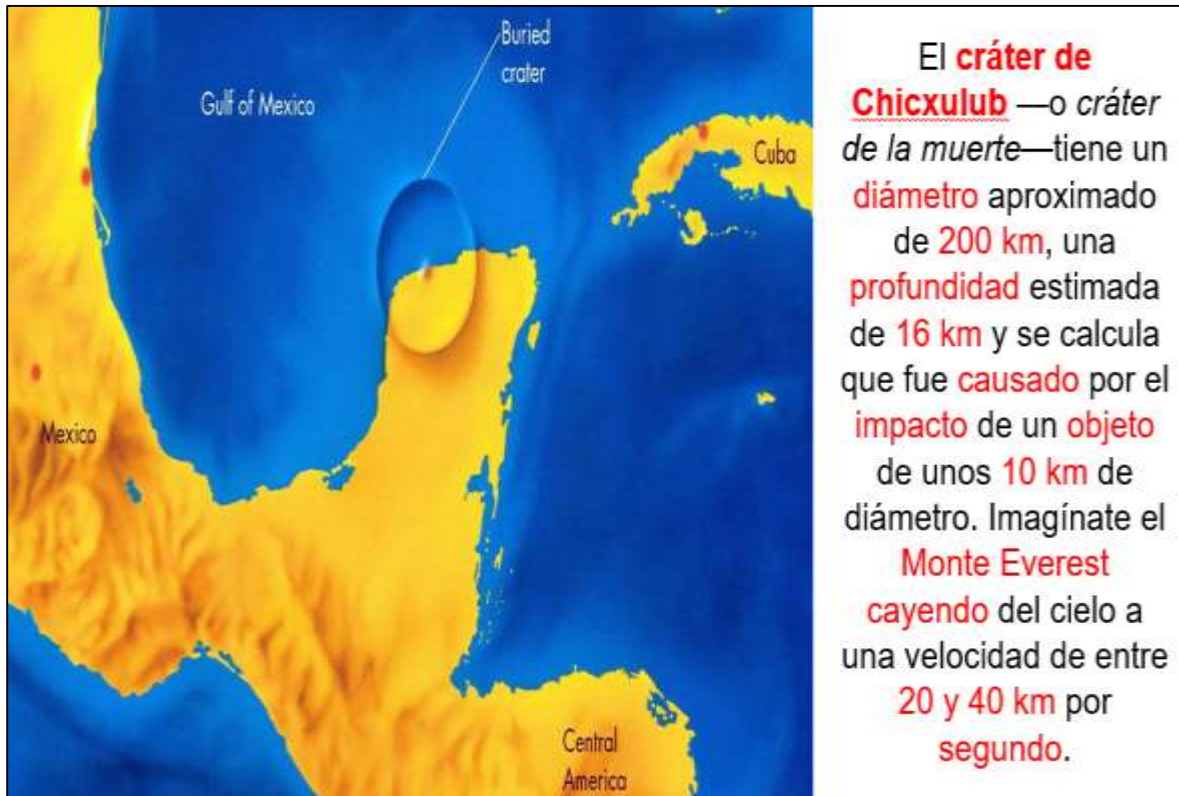 Buried
crater
Gulf of Mexico
Cuba
Mexico
Central
America
El cráter de
Chicxulub —o cráter
de la muerte—tiene un
diámetro aproximado
de 200 km, una
profundidad estimada
de 16 km y se calcula
que fue causado por el
impacto de un objeto
de unos 10 km de
diámetro. Imagínate el
Monte Everest
cayendo del cielo a
una velocidad de entre
20 y 40 km por
segundo.